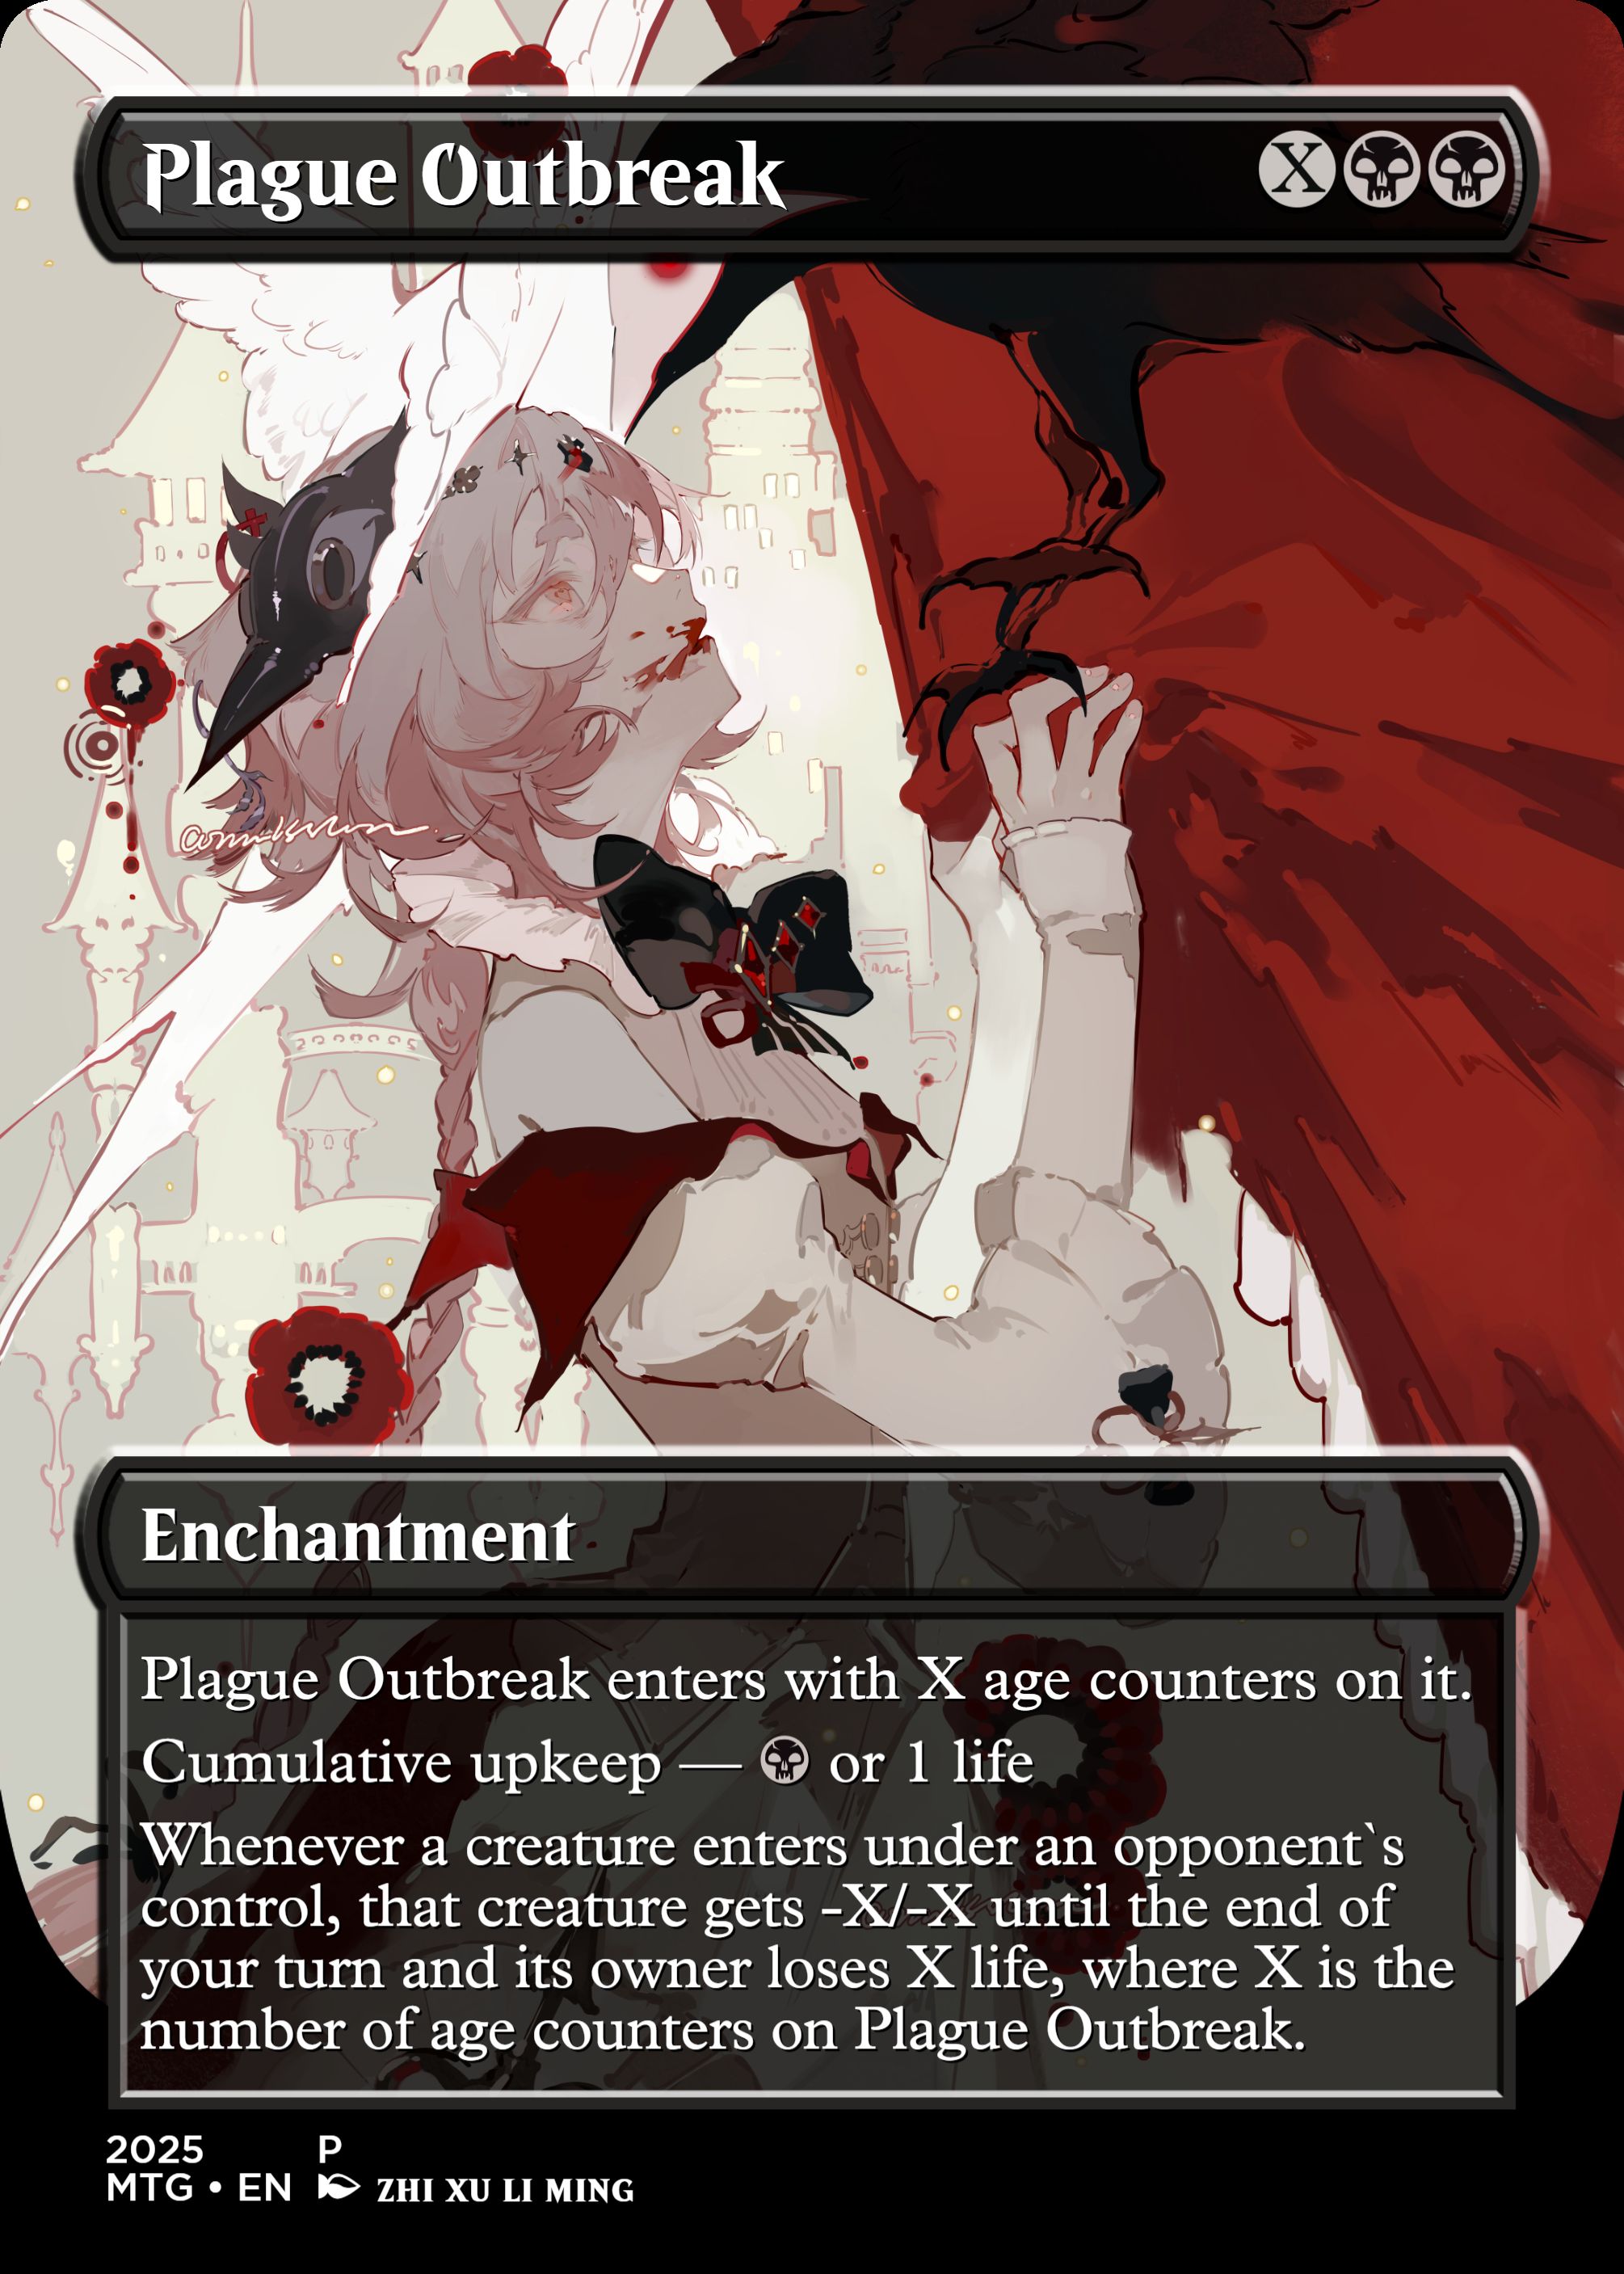 Plague Outbreak X
Enchantment
Plague Outbreak enters with X age counters on it.
Cumulative upkeep — or 1 life
Whenever a creature enters under an opponent`s
control, that creature gets -X/-X until the end of
your turn and its owner loses X life, where X is the
number of age counters on Plague Outbreak.
2025 P
MTG • EN ZHI XU LI MING